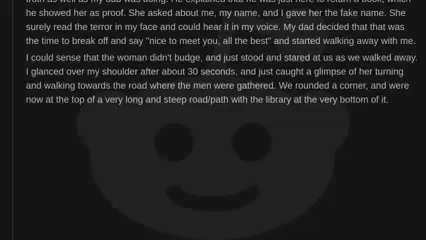 truth as well as my dad was doing. He explained that he was just here to return a book, which
he showed her as proof. She asked about me, my name, and I gave her the fake name. She
surely read the terror in my face and could hear it in my voice. My dad decided that that was
the time to break off and say "nice to meet you, all the best" and started walking away with me.
I could sense that the woman didn't budge, and just stood and stared at us as we walked away.
I glanced over my shoulder after about 30 seconds, and just caught a glimpse of her turning
and walking towards the road where the men were gathered. We rounded a corner, and were
now at the top of a very long and steep road/path with the library at the very bottom of it.